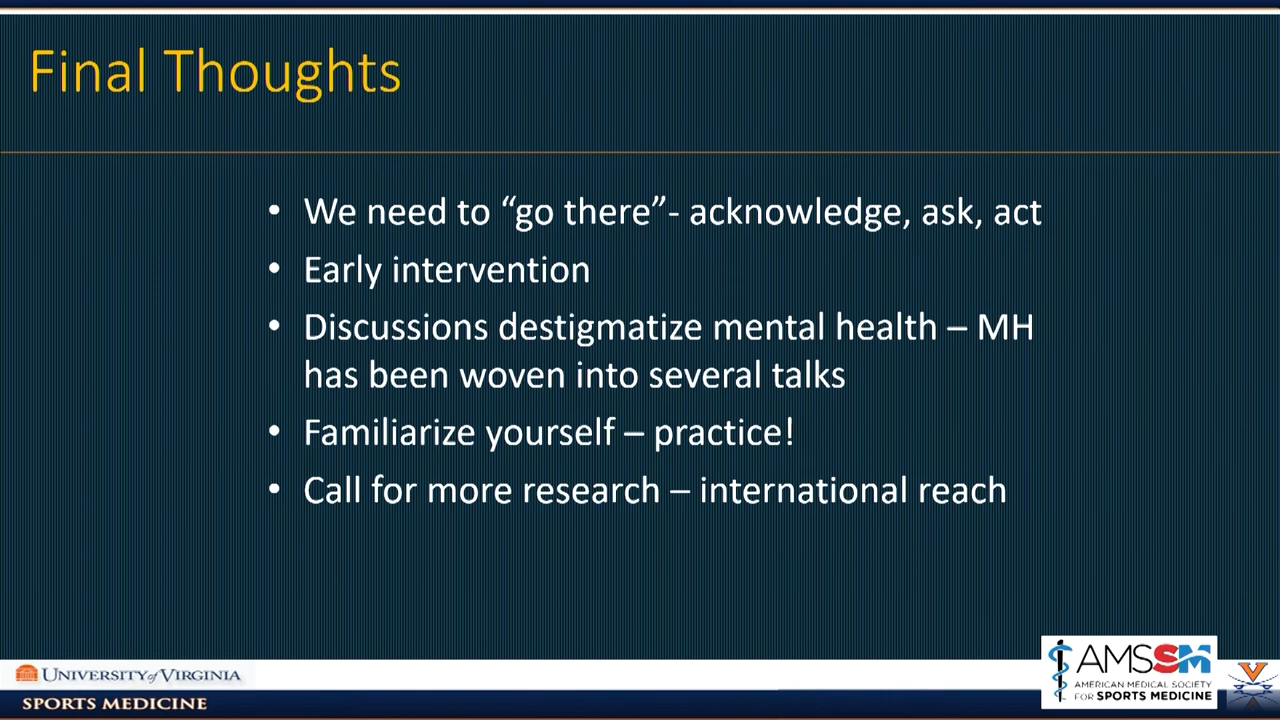 Final Thoughts
• We need to “go there”- acknowledge, ask, act
• Early intervention
• Discussions destigmatize mental health – MH
has been woven into several talks
• Familiarize yourself – practice!
• Call for more research – international reach
UNIVERSITY of VIRGINIA
SPORTS MEDICINE
AMSSM
AMERICAN MEDICAL SOCIETY
FOR SPORTS MEDICINE